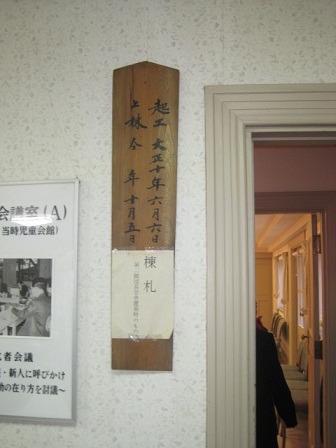 起工 大正十年六月六日
上棟 仝 年 十月五日
棟札
会議室(A)
当時児童会館)
者会議
・新人に呼びかけ
動の在り方を討議~